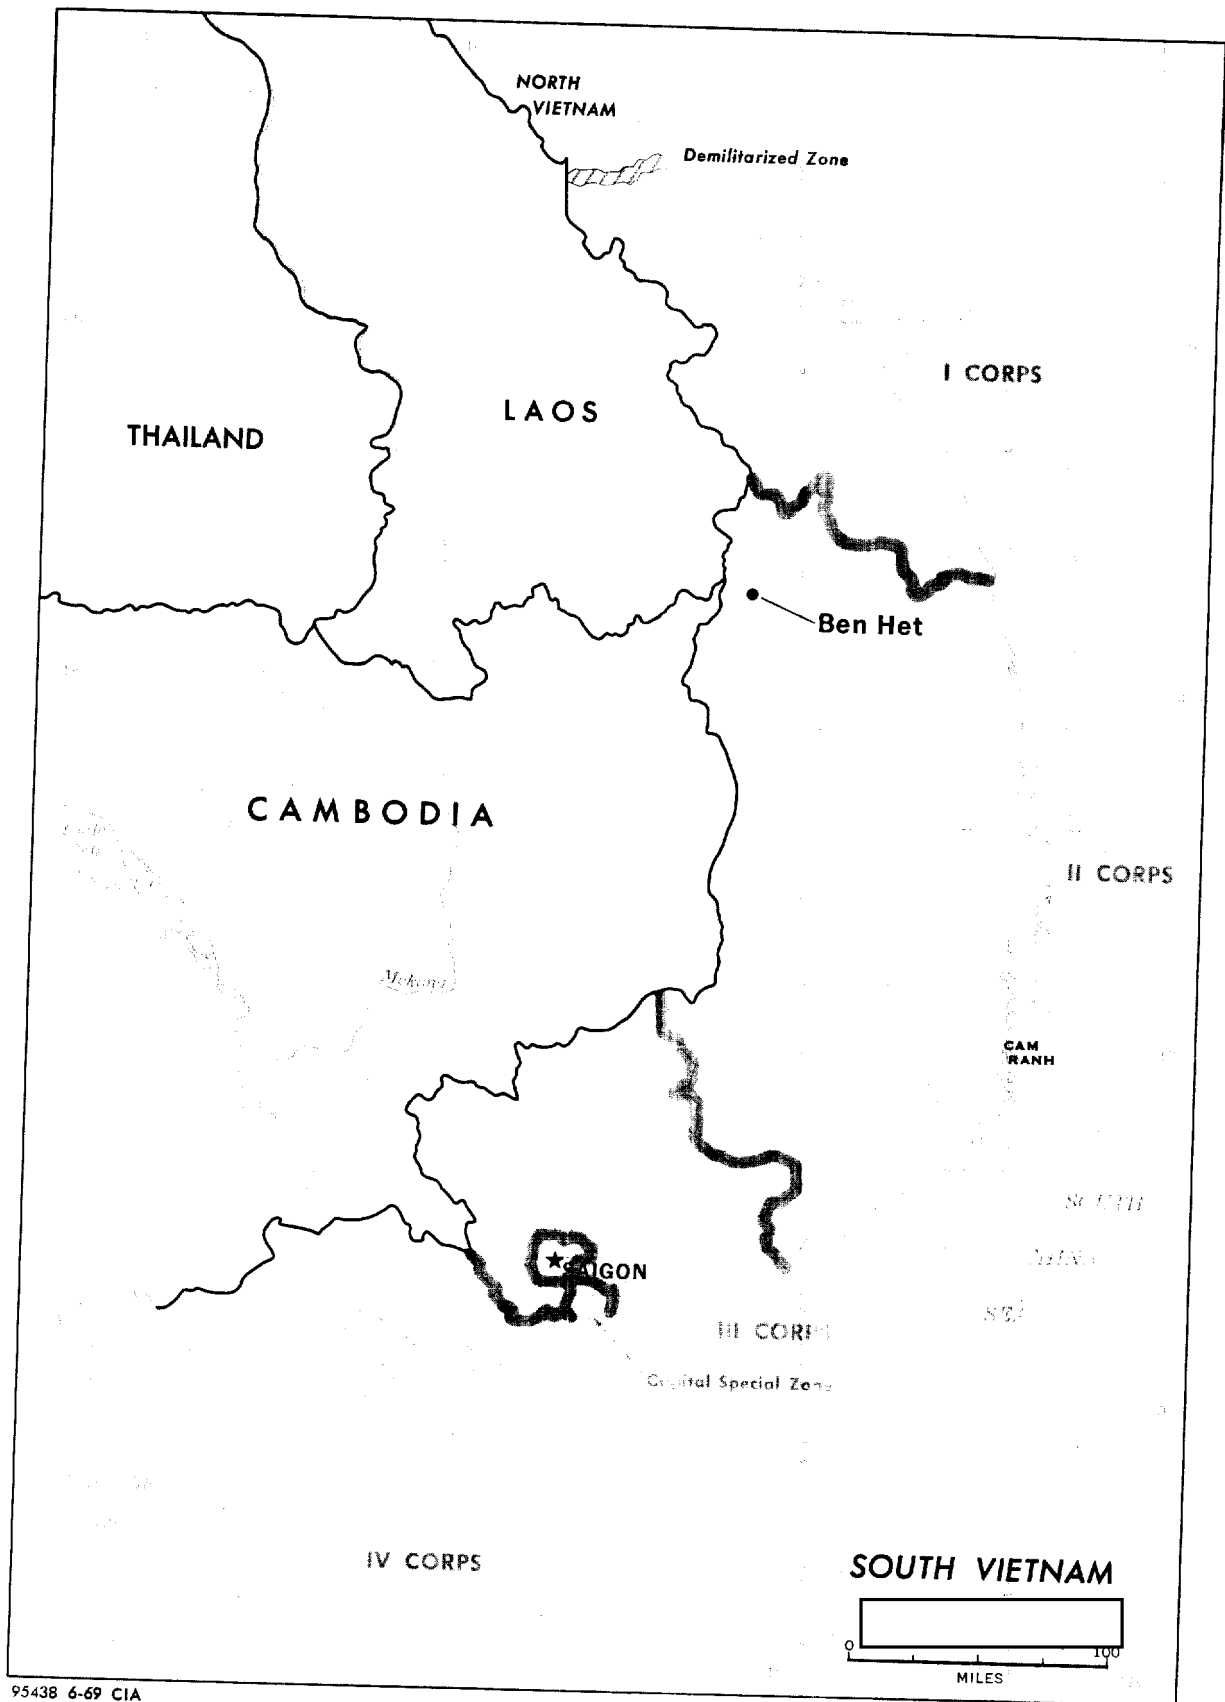 NORTH
VIETNAM
Demilitarized Zone
I CORPS
LAOS
THAILAND
Ben Het
CAMBODIA
II CORPS
Mekong
CAM
RANH
SOUTH
SAIGON
III CORPS
Capital Special Zone
IV CORPS
SOUTH VIETNAM
0 100
MILES
95438 6-69 CIA